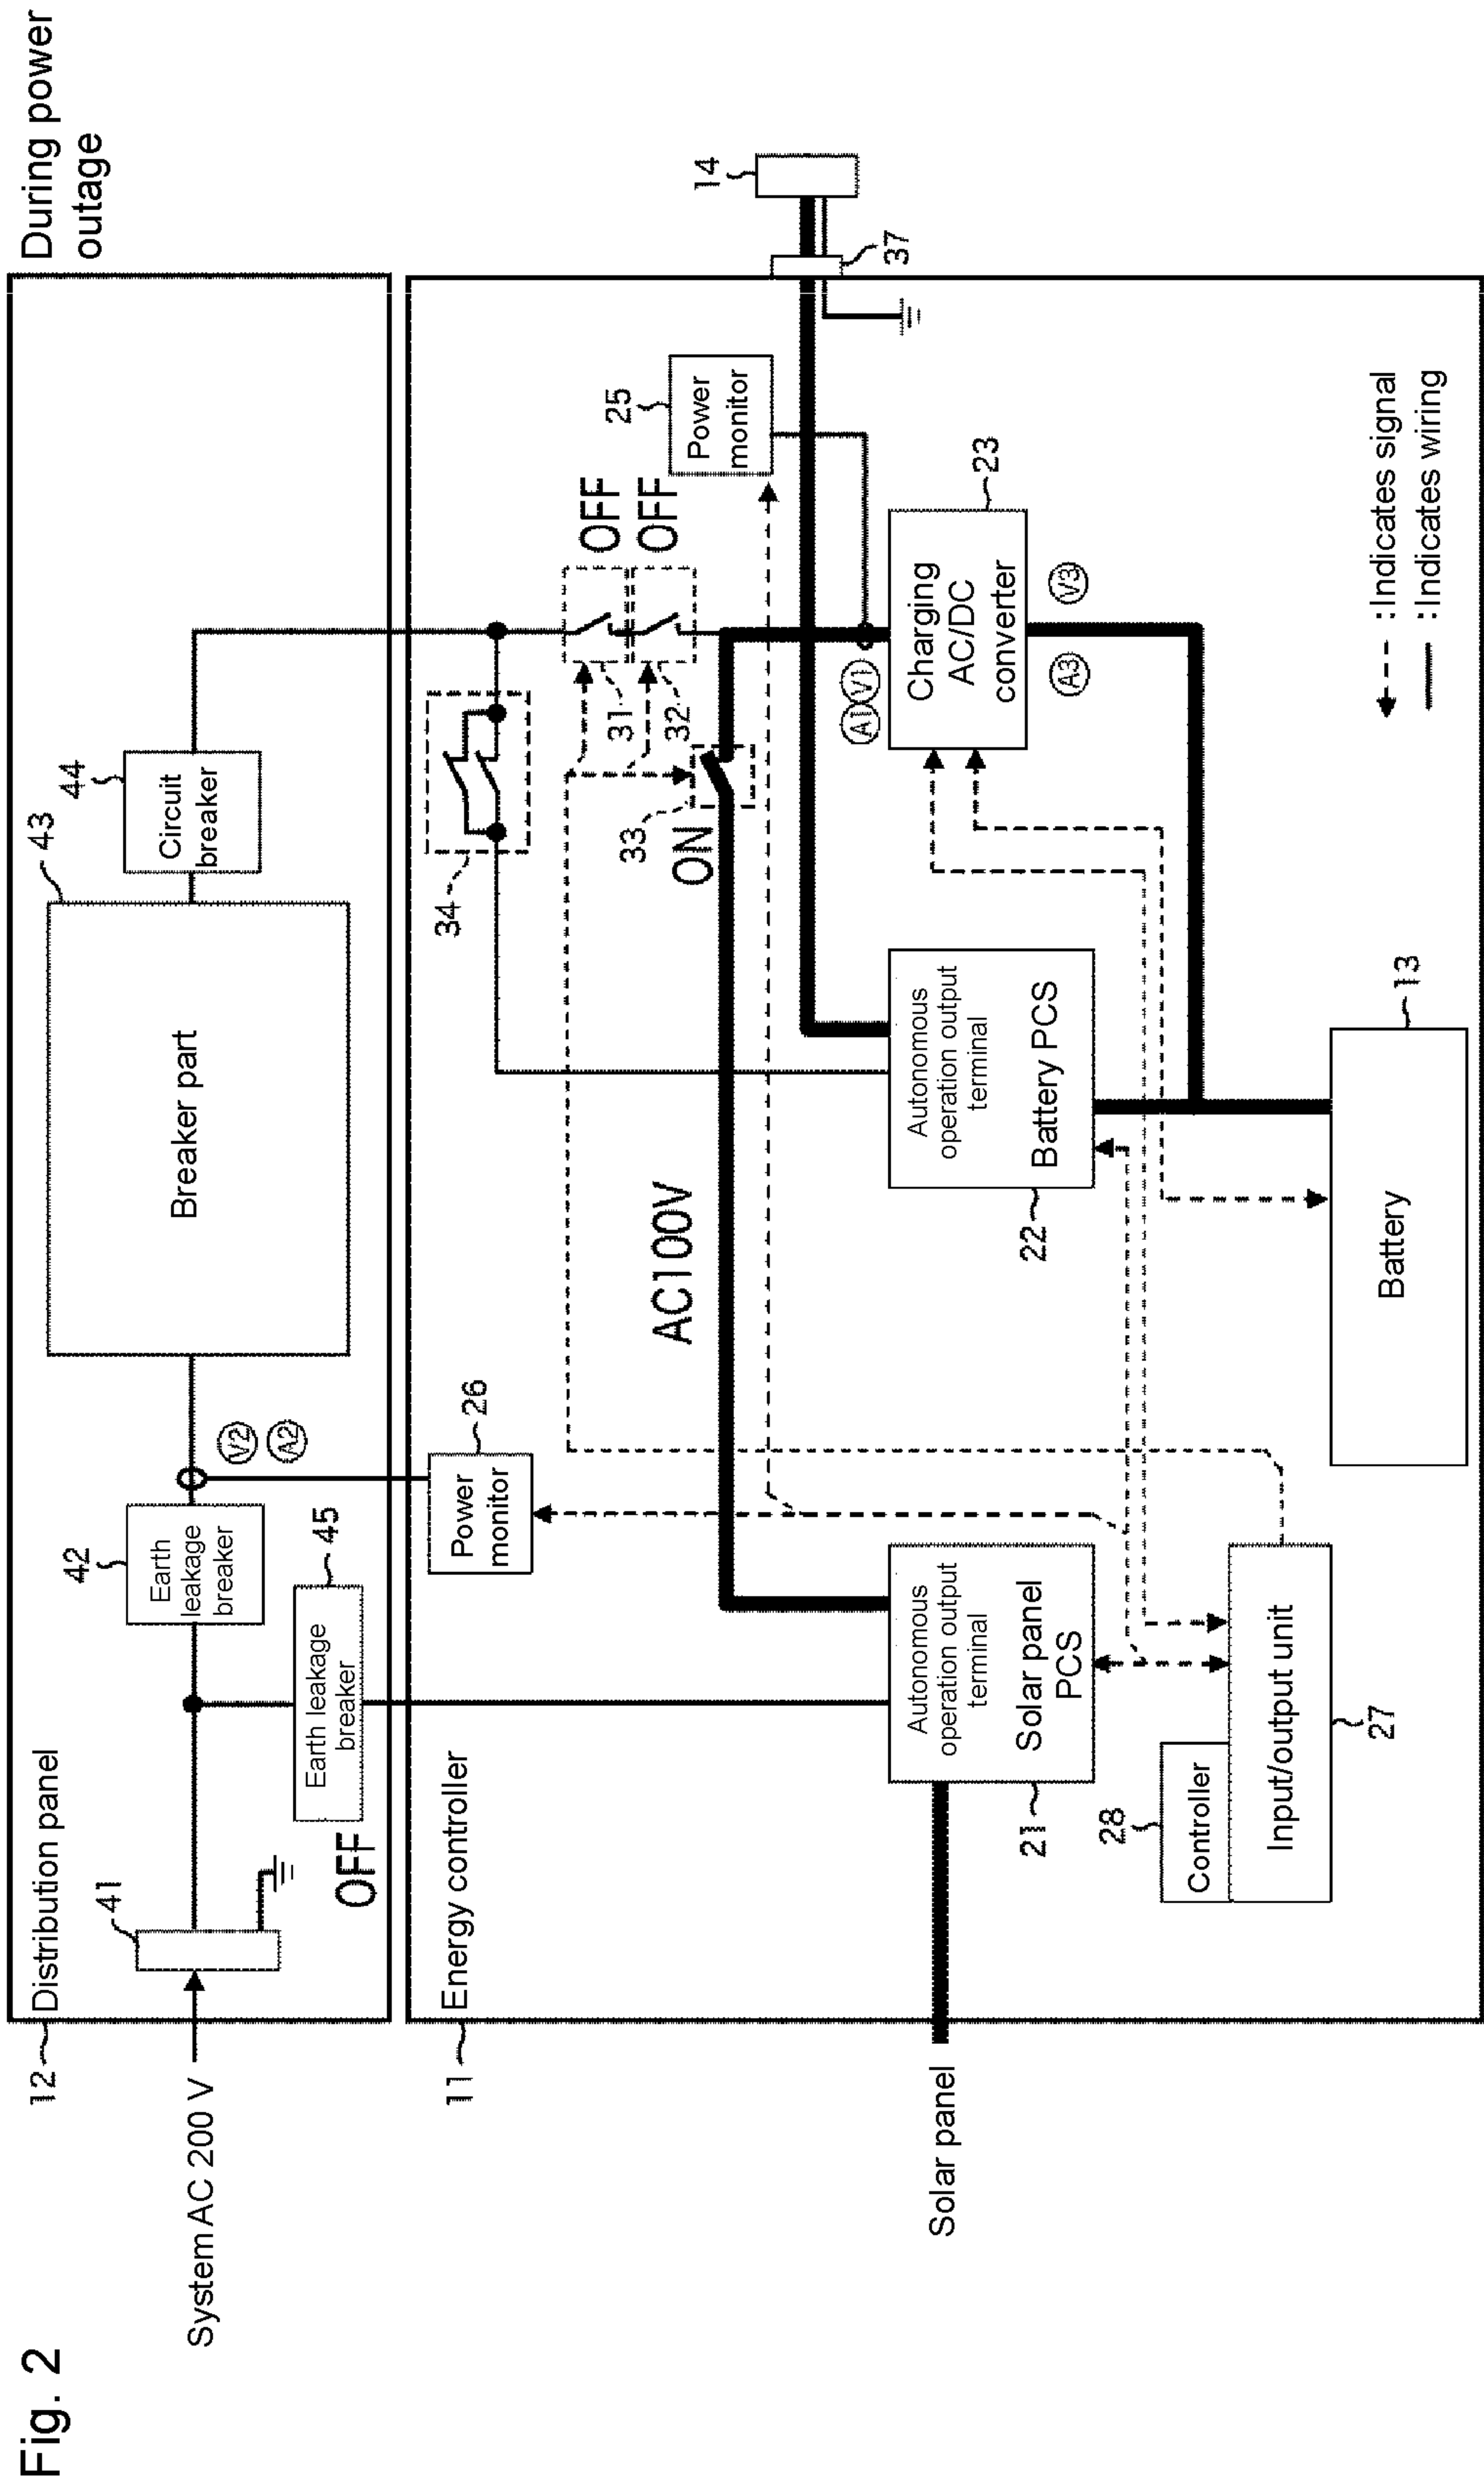 Fig. 2
During power
outage
12
Distribution panel
System AC 200 V
41
42
Earth
leakage
breaker
V2
A2
45
Earth leakage
breaker
OFF
43
Breaker part
44
Circuit
breaker
11
Energy controller
26
Power
monitor
34
31
32
OFF
OFF
33
ON
25
Power
monitor
14
37
AC100V
A1
V1
Solar panel
21
Autonomous
operation output
terminal
Solar panel
PCS
22
Autonomous
operation output
terminal
Battery PCS
23
Charging
AC/DC
converter
A3
V3
28
Controller
Input/output unit
27
13
Battery
:Indicates signal
:Indicates wiring